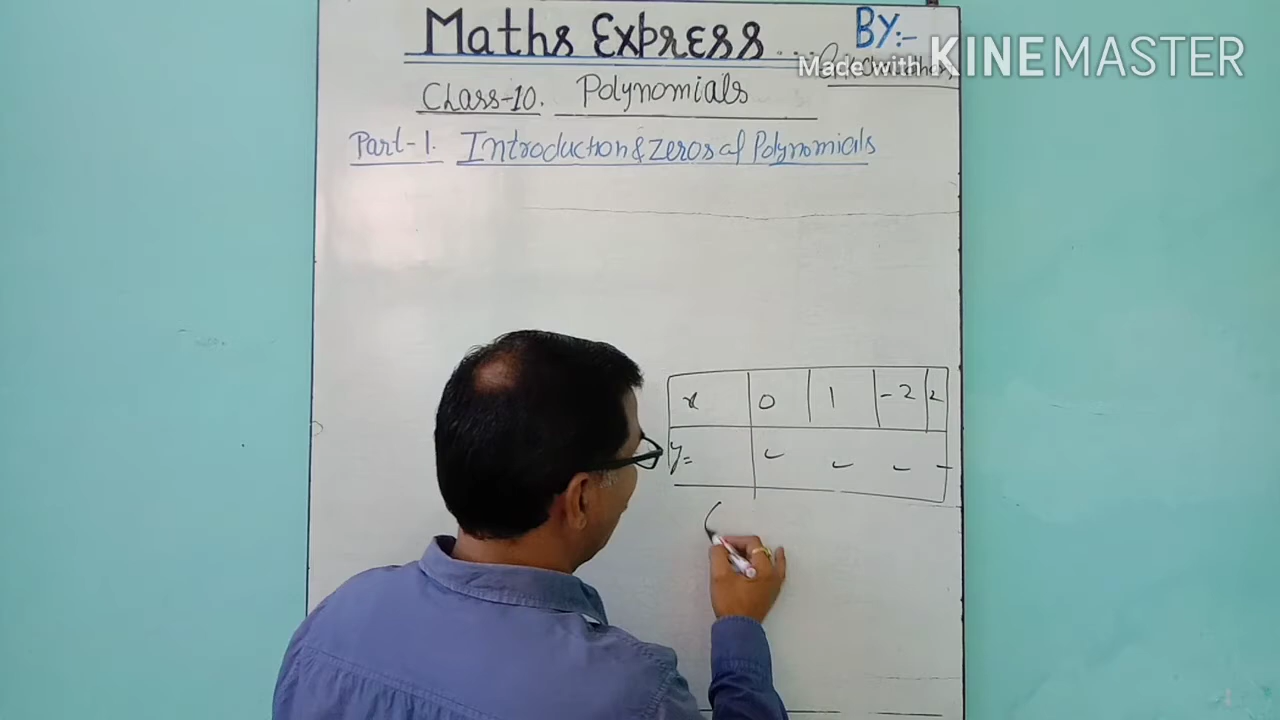 Maths Express ... BY:-
Made with KINEMASTER
Class-10. Polynomials
Part-1. Introduction & Zeros of Polynomials
x 0 1 -2 2
y=
(